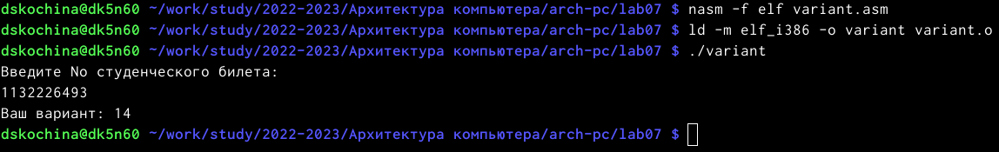 dskochina@dk5n60 ~/work/study/2022-2023/Архитектура компьютера/arch-pc/lab07 $ nasm -f elf variant.asm
dskochina@dk5n60 ~/work/study/2022-2023/Архитектура компьютера/arch-pc/lab07 $ ld -m elf_i386 -o variant variant.o
dskochina@dk5n60 ~/work/study/2022-2023/Архитектура компьютера/arch-pc/lab07 $ ./variant
Введите No студенческого билета:
1132226493
Ваш вариант: 14
dskochina@dk5n60 ~/work/study/2022-2023/Архитектура компьютера/arch-pc/lab07 $